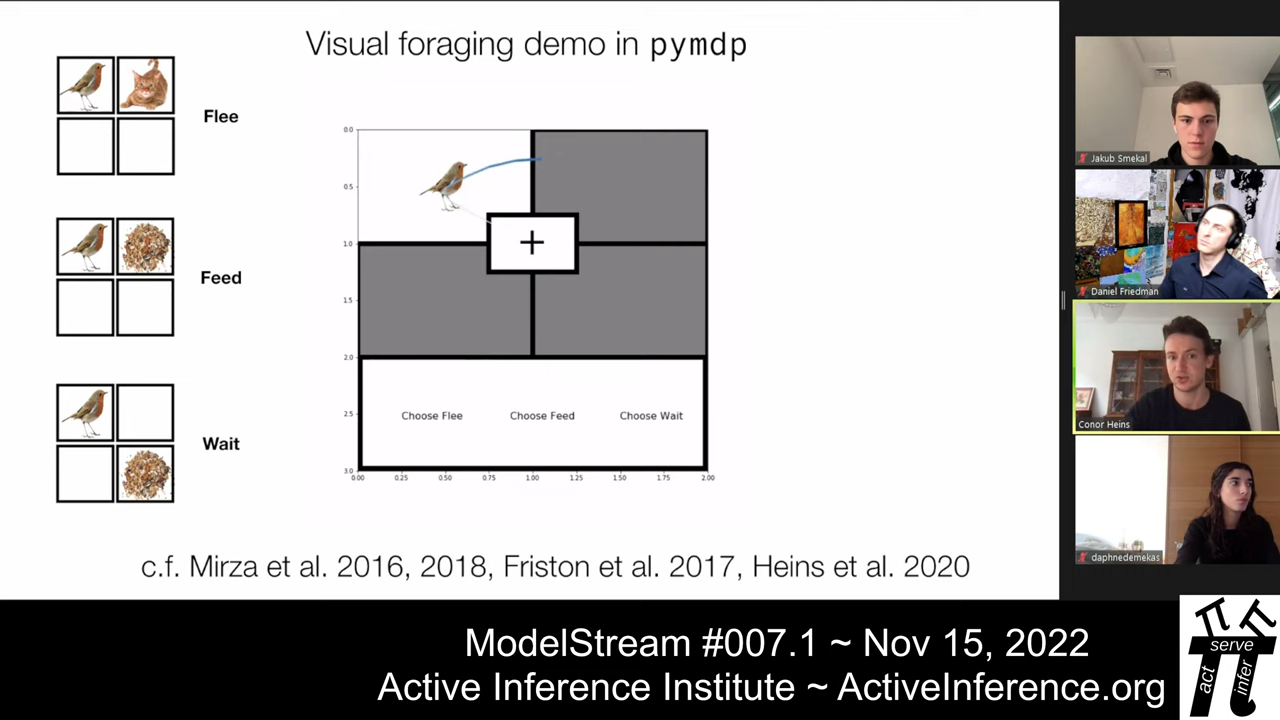 Visual foraging demo in pymdp
Flee
Feed
Wait
0.0
0.5
1.0
1.5
2.0
2.5
3.0
+
Choose Flee Choose Feed Choose Wait
0.00 0.25 0.50 0.75 1.00 1.25 1.50 1.75 2.00
c.f. Mirza et al. 2016, 2018, Friston et al. 2017, Heins et al. 2020
Jakub Smekal
Daniel Friedman
Conor Heins
daphnedemekas
ModelStream #007.1 ~ Nov 15, 2022
Active Inference Institute ~ ActiveInference.org
serve
act
infer